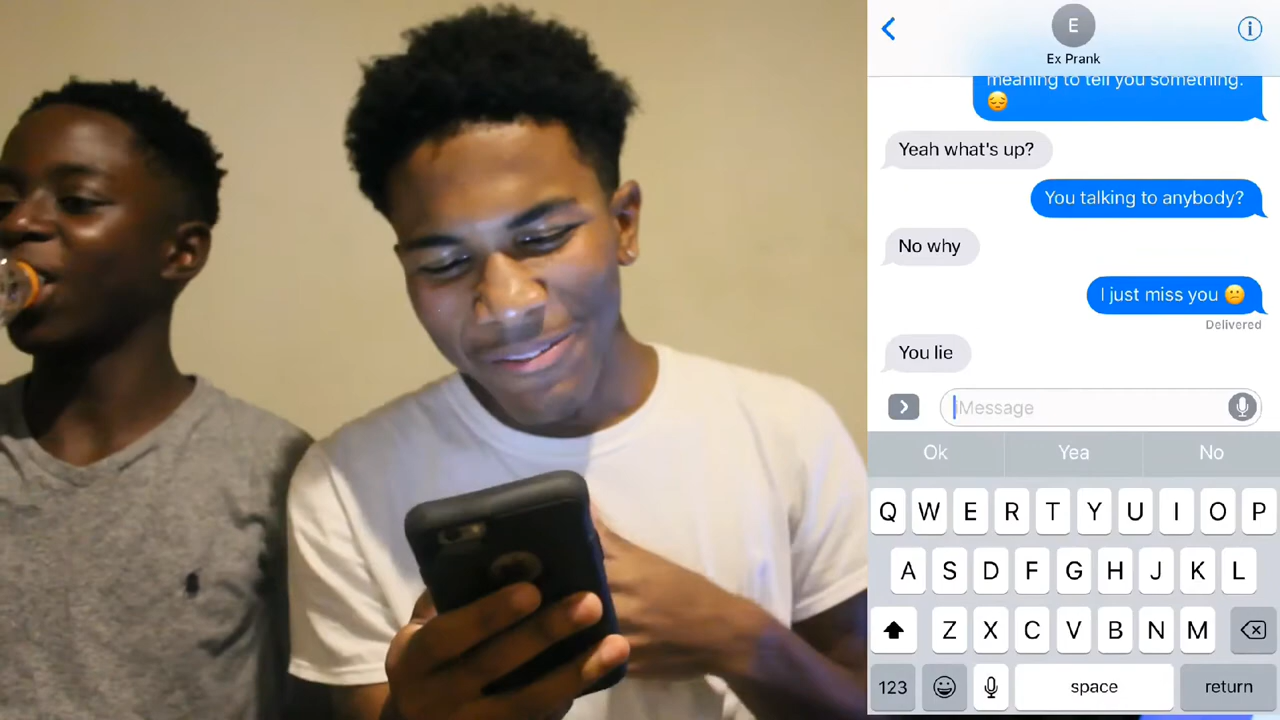 E
Ex Prank
meaning to tell you something.
😔
Yeah what's up?
You talking to anybody?
No why
I just miss you 😕
Delivered
You lie
Message
Ok Yea No
Q W E R T Y U I O P
A S D F G H J K L
Z X C V B N M
123 space return